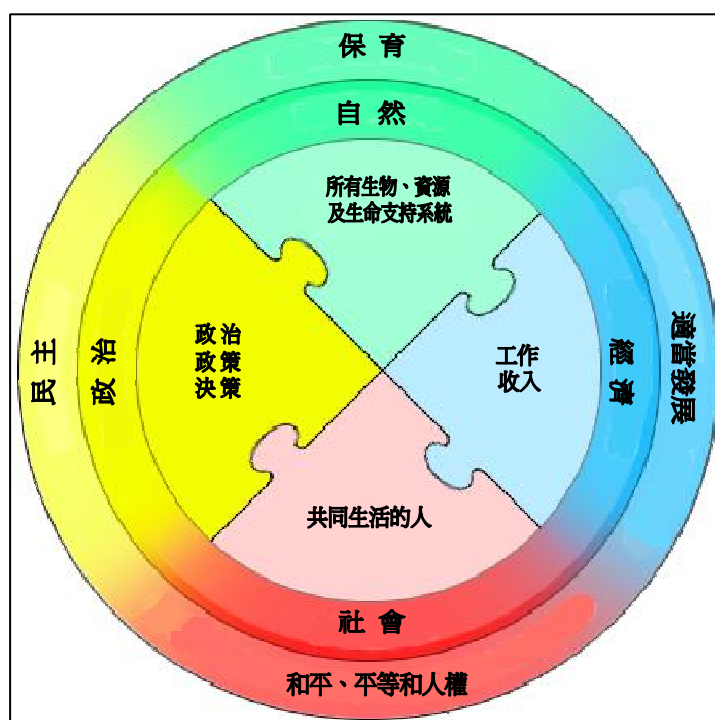 保 育
自 然
所有生物、資源
及生命支持系統
民主
政治
政 治
政 策
決 策
工作
收入
經濟
適當發展
共同生活的人
社 會
和平、平等和人權